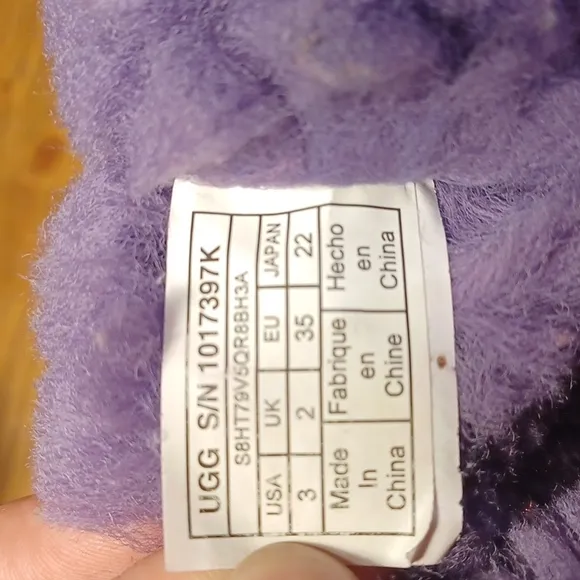 UGG S/N 1017397K
S8HT79V5QR8BH3A
USA UK EU JAPAN
3 2 35 22
Made In China
Fabrique en Chine
Hecho en China